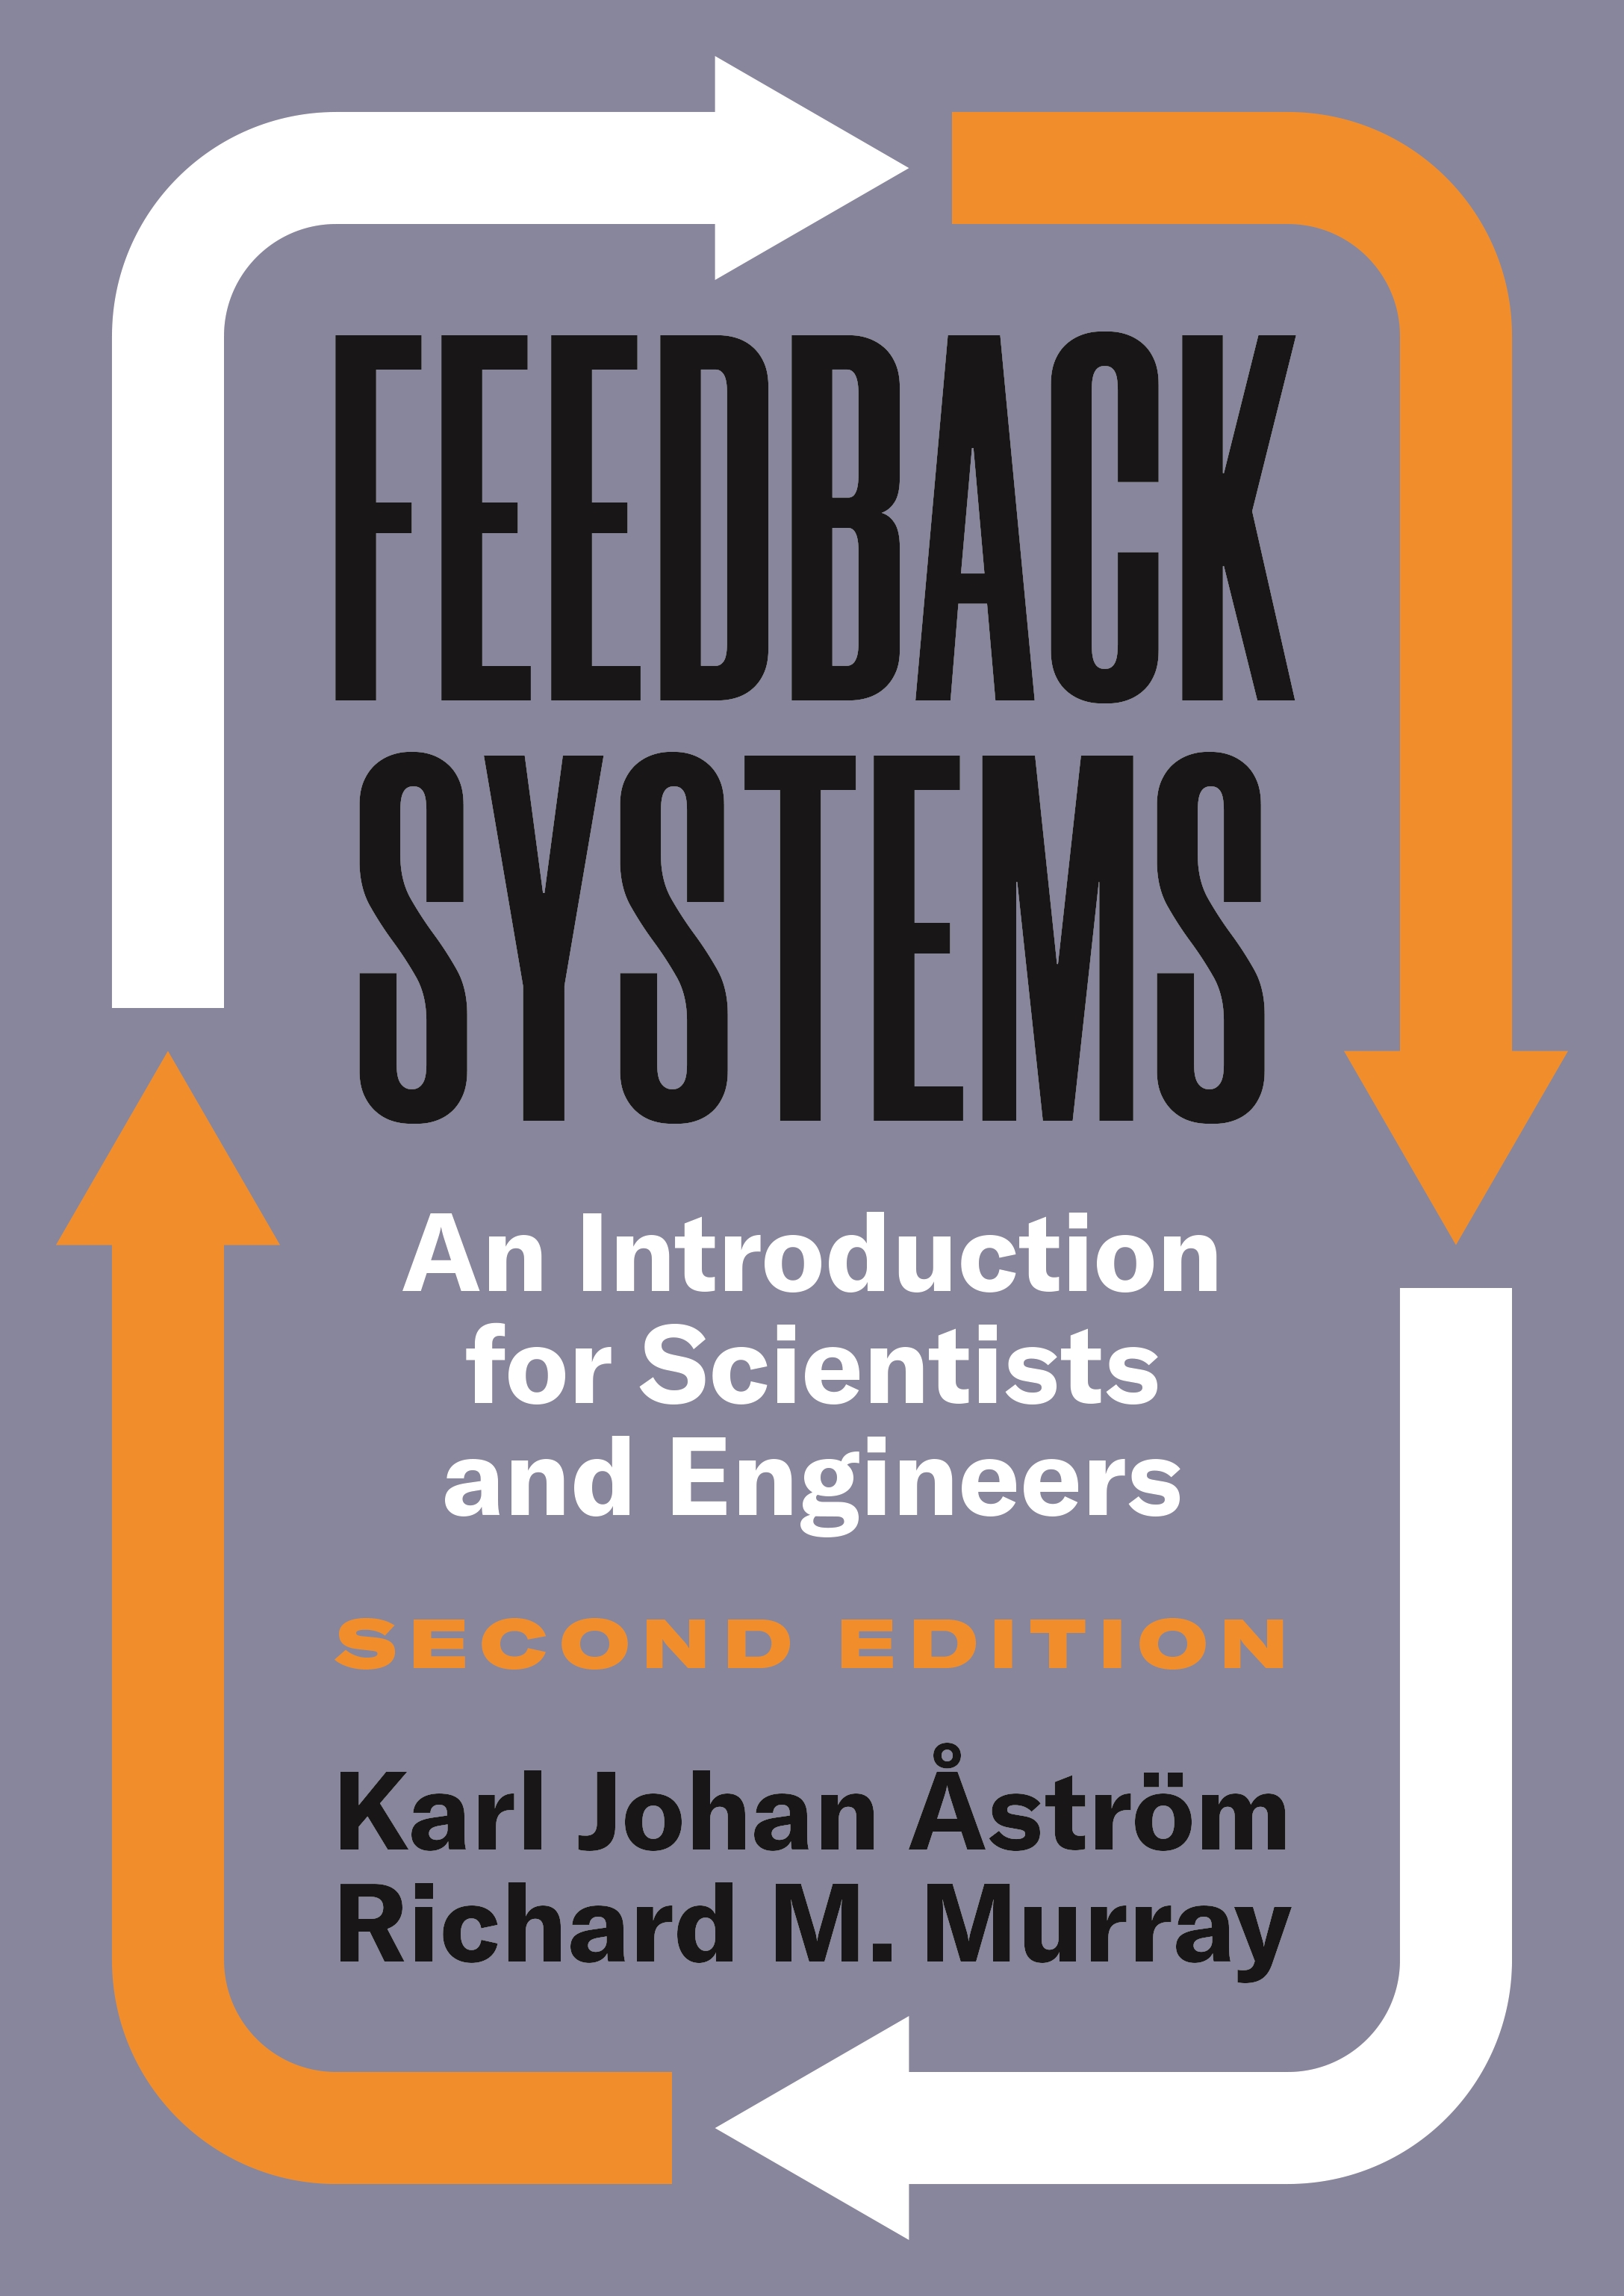 FEEDBACK
SYSTEMS
An Introduction
for Scientists
and Engineers
SECOND EDITION
Karl Johan Åström
Richard M. Murray